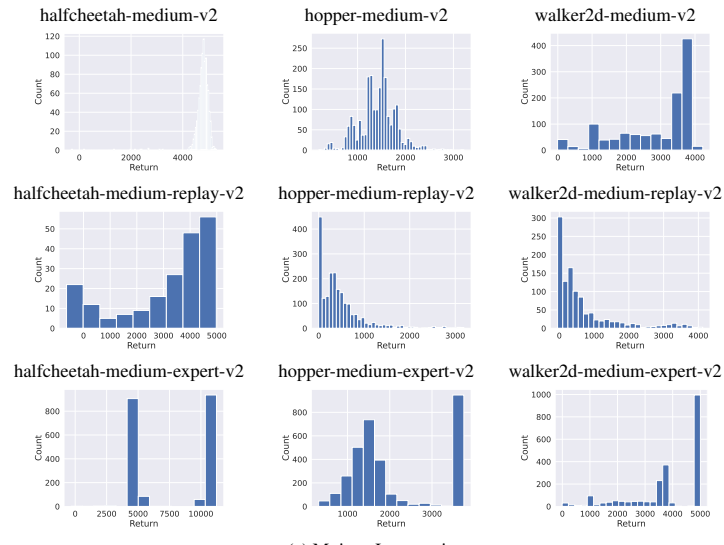 halfcheetah-medium-v2 hopper-medium-v2 walker2d-medium-v2
Count
120
100
80
60
40
20
0
0 2000 4000
Return
Count
250
200
150
100
50
0
1000 2000 3000
Return
Count
400
300
200
100
0
0 1000 2000 3000 4000
Return
halfcheetah-medium-replay-v2 hopper-medium-replay-v2 walker2d-medium-replay-v2
Count
50
40
30
20
10
0
0 1000 2000 3000 4000 5000
Return
Count
400
300
200
100
0
0 1000 2000 3000
Return
Count
300
250
200
150
100
50
0
0 2000 4000
Return
halfcheetah-medium-expert-v2 hopper-medium-expert-v2 walker2d-medium-expert-v2
Count
800
600
400
200
0
0 2500 5000 7500 10000
Return
Count
800
600
400
200
0
1000 2000 3000
Return
Count
1000
800
600
400
200
0
0 1000 2000 3000 4000 5000
Return